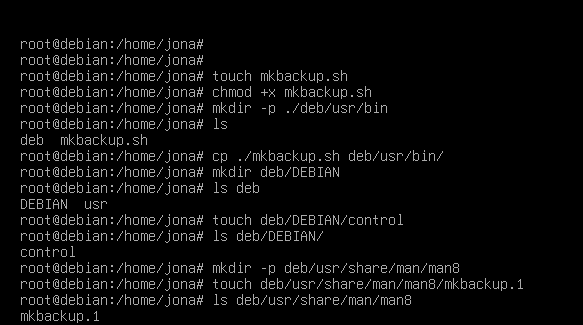 root@debian:/home/jona#
root@debian:/home/jona#
root@debian:/home/jona# touch mkbackup.sh
root@debian:/home/jona# chmod +x mkbackup.sh
root@debian:/home/jona# mkdir -p ./deb/usr/bin
root@debian:/home/jona# ls
deb  mkbackup.sh
root@debian:/home/jona# cp ./mkbackup.sh deb/usr/bin/
root@debian:/home/jona# mkdir deb/DEBIAN
root@debian:/home/jona# ls deb
DEBIAN  usr
root@debian:/home/jona# touch deb/DEBIAN/control
root@debian:/home/jona# ls deb/DEBIAN/
control
root@debian:/home/jona# mkdir -p deb/usr/share/man/man8
root@debian:/home/jona# touch deb/usr/share/man/man8/mkbackup.1
root@debian:/home/jona# ls deb/usr/share/man/man8
mkbackup.1